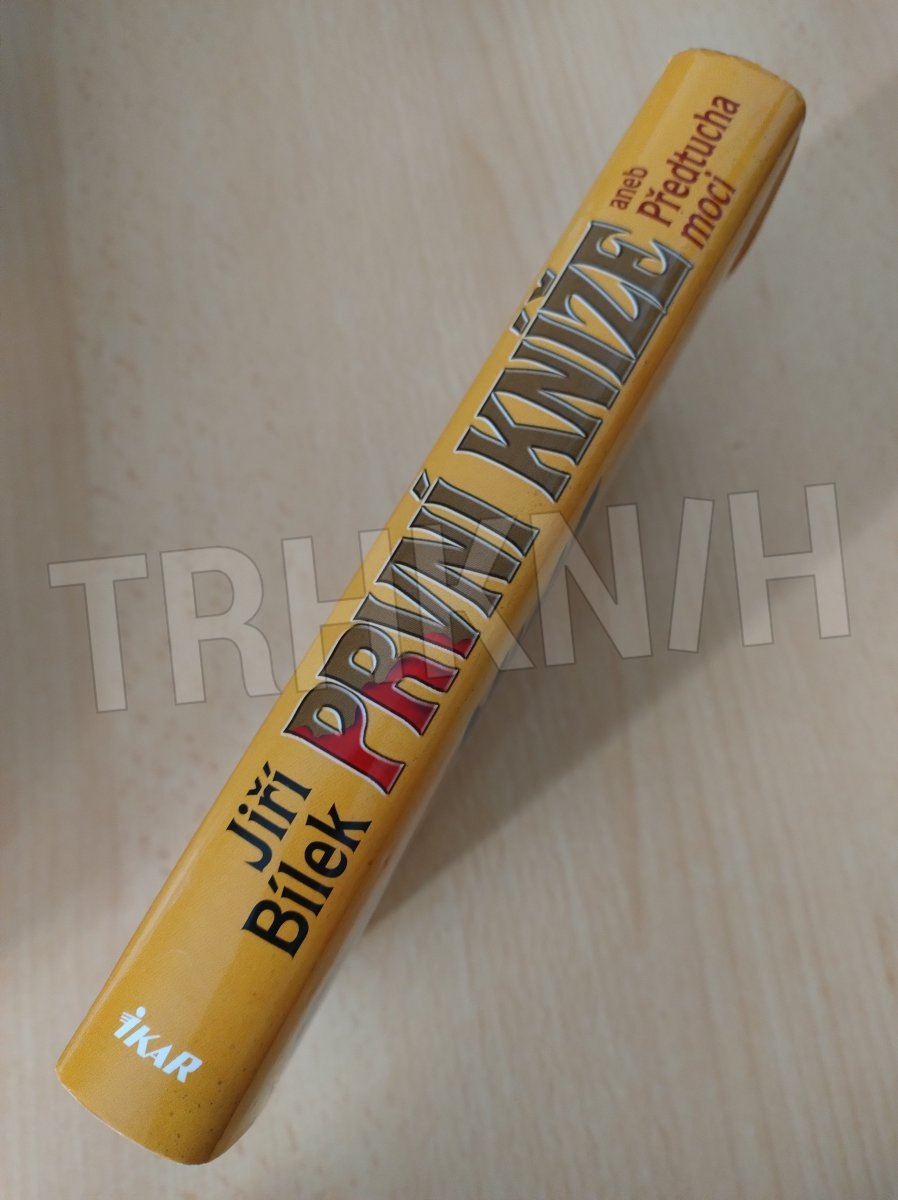 Jiří
Bílek
PRVNÍ KNÍŽE
aneb
Předtucha
moci
IKAR
TRHKNIH